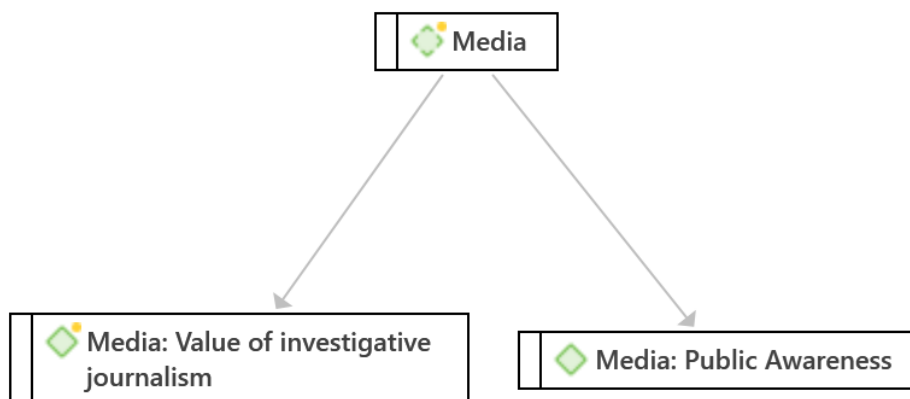 Media
Media: Value of investigative
journalism
Media: Public Awareness